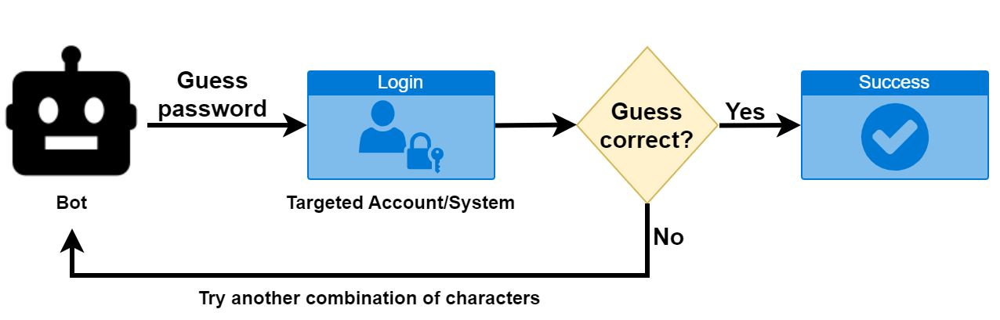 Guess
password
Login
Guess
correct?
Yes
Success
Bot
Targeted Account/System
No
Try another combination of characters